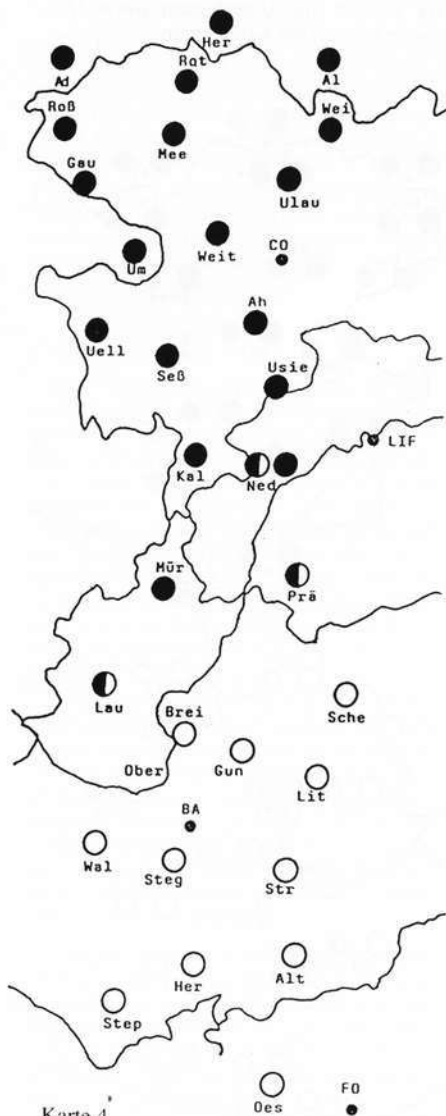 Her
Rot
Ad
Al
Roß
Wei
Mee
Gau
Ulau
Weit
CO
Um
Ah
Uell
Seß
Usie
LIF
Kal
Ned
Mür
Prä
Lau
Sche
Brei
Ober
Gun
Lit
BA
Wal
Steg
Str
Her
Alt
Step
Oes
FO
Karte 4